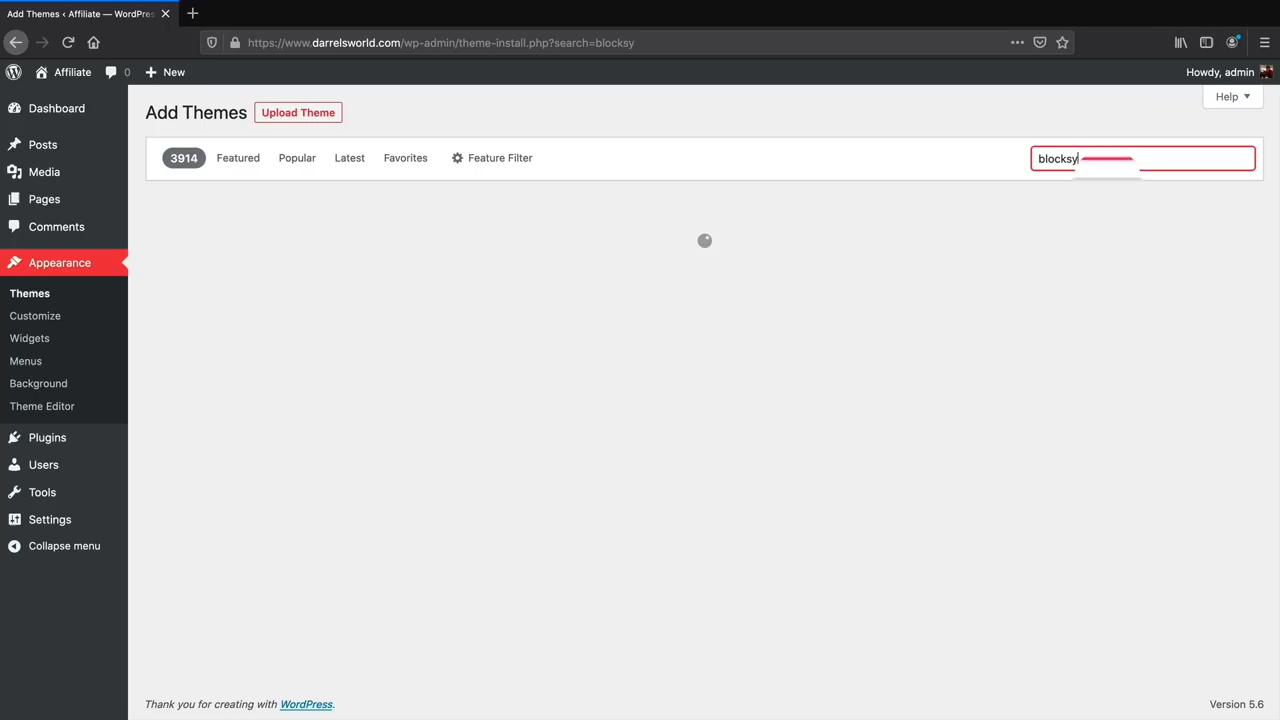 Add Themes ‹ Affiliate — WordPres
https://www.darrelsworld.com/wp-admin/theme-install.php?search=blocksy
Affiliate 0 New Howdy, admin
Dashboard
Posts
Media
Pages
Comments
Appearance
Themes
Customize
Widgets
Menus
Background
Theme Editor
Plugins
Users
Tools
Settings
Collapse menu
Help
Add Themes Upload Theme
3914 Featured Popular Latest Favorites Feature Filter blocksy
Thank you for creating with WordPress. Version 5.6